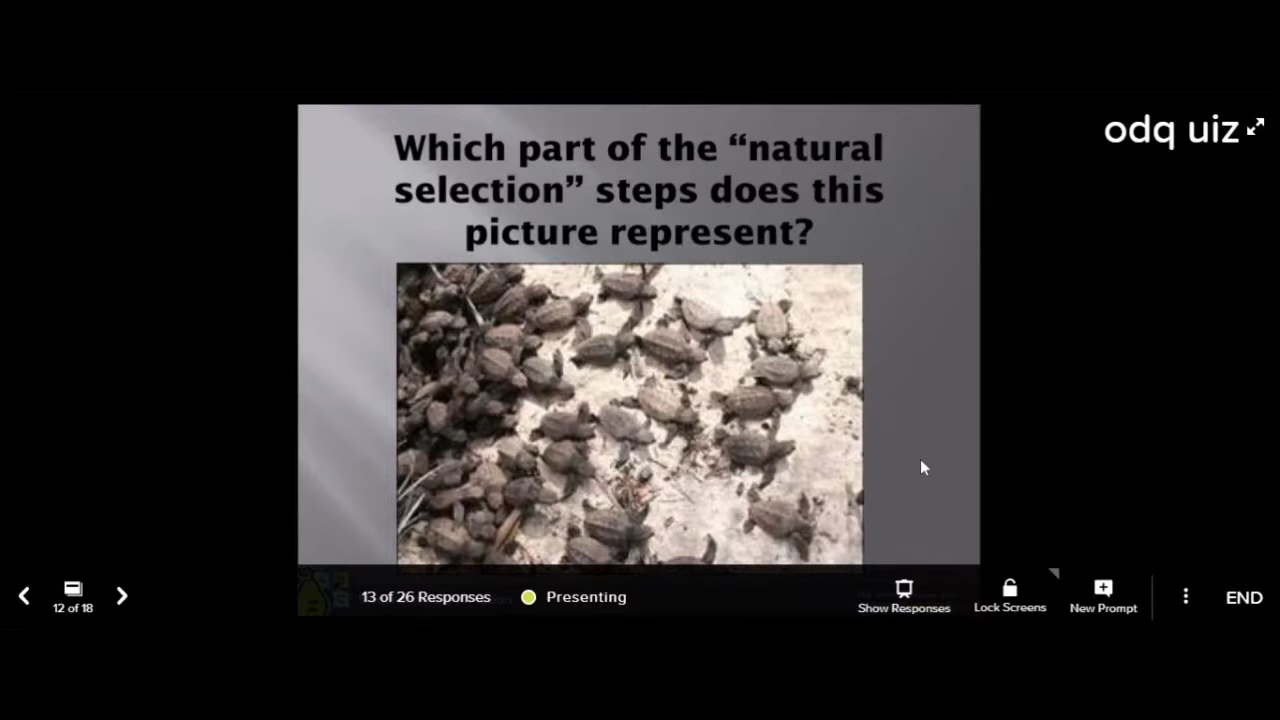 Which part of the “natural
selection” steps does this
picture represent?
odq uiz
12 of 18
13 of 26 Responses
Presenting
Show Responses
Lock Screens
New Prompt
END